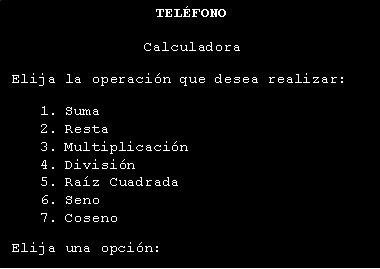 TELÉFONO
Calculadora
Elija la operación que desea realizar:
1. Suma
2. Resta
3. Multiplicación
4. División
5. Raíz Cuadrada
6. Seno
7. Coseno
Elija una opción: